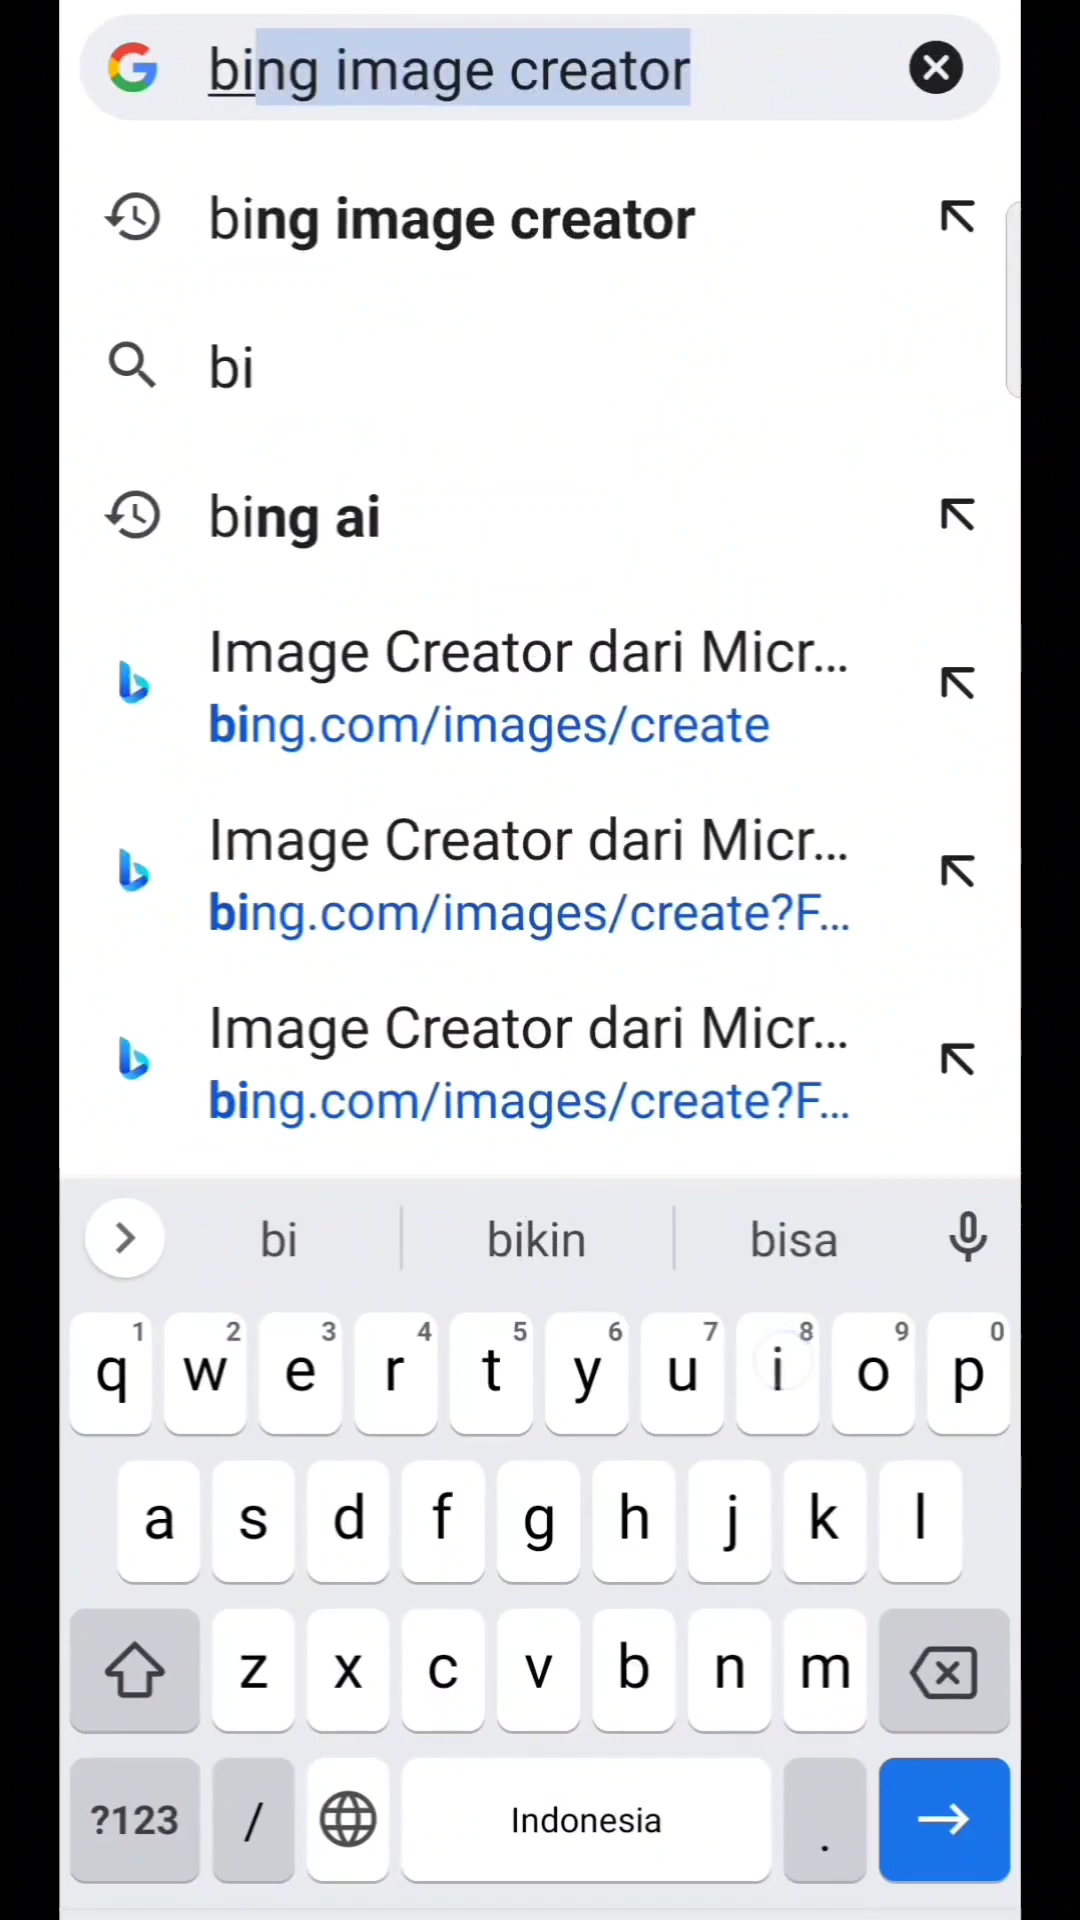 bing image creator
bing image creator
bi
bing ai
Image Creator dari Micr...
bing.com/images/create
Image Creator dari Micr...
bing.com/images/create?F...
Image Creator dari Micr...
bing.com/images/create?F...
bi bikin bisa
1 2 3 4 5 6 7 8 9 0
q w e r t y u i o p
a s d f g h j k l
z x c v b n m
?123 / Indonesia .